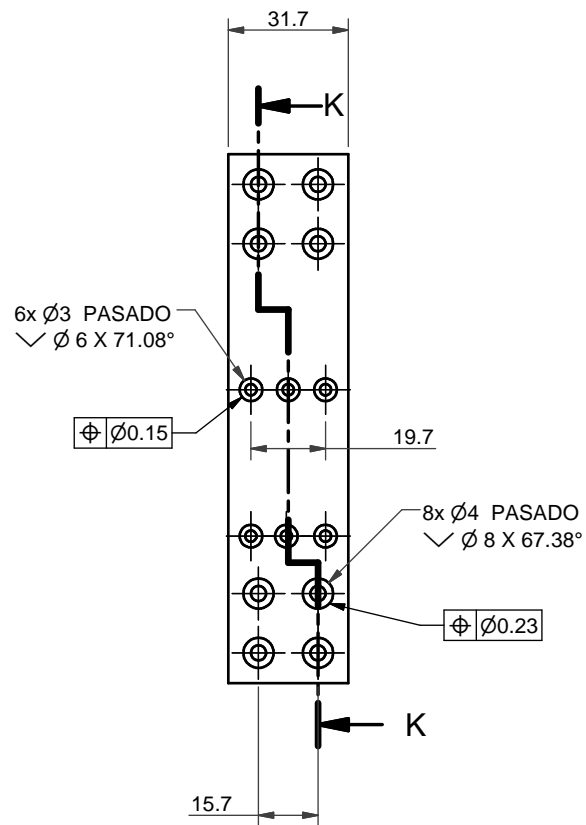 31.7
K
6x Ø3 PASADO
⌵ Ø 6 X 71.08°
⌖ Ø0.15
19.7
8x Ø4 PASADO
⌵ Ø 8 X 67.38°
⌖ Ø0.23
K
15.7